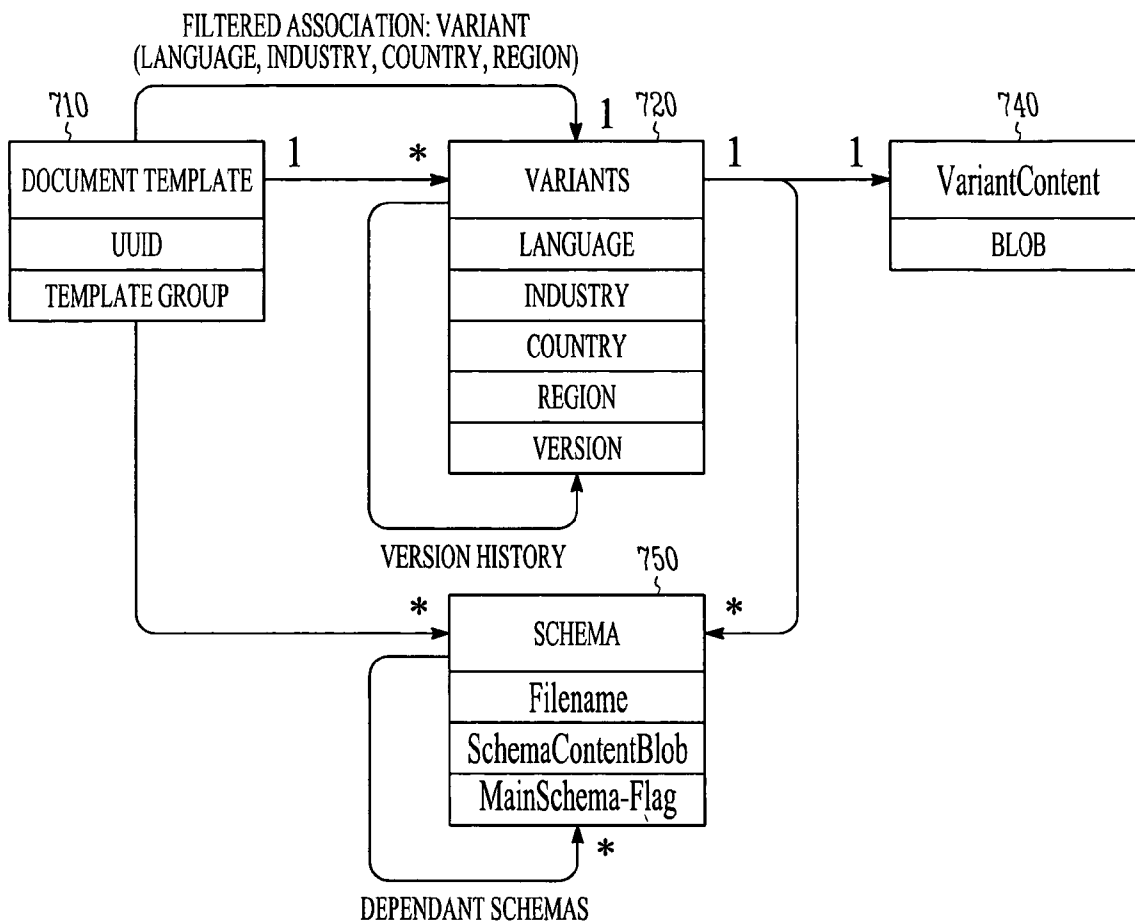 FILTERED ASSOCIATION: VARIANT
(LANGUAGE, INDUSTRY, COUNTRY, REGION)
710
1
720
740
1
*
1
1
DOCUMENT TEMPLATE
UUID
TEMPLATE GROUP
VARIANTS
LANGUAGE
INDUSTRY
COUNTRY
REGION
VERSION
VariantContent
BLOB
VERSION HISTORY
750
*
*
SCHEMA
Filename
SchemaContentBlob
MainSchema-Flag
*
DEPENDANT SCHEMAS